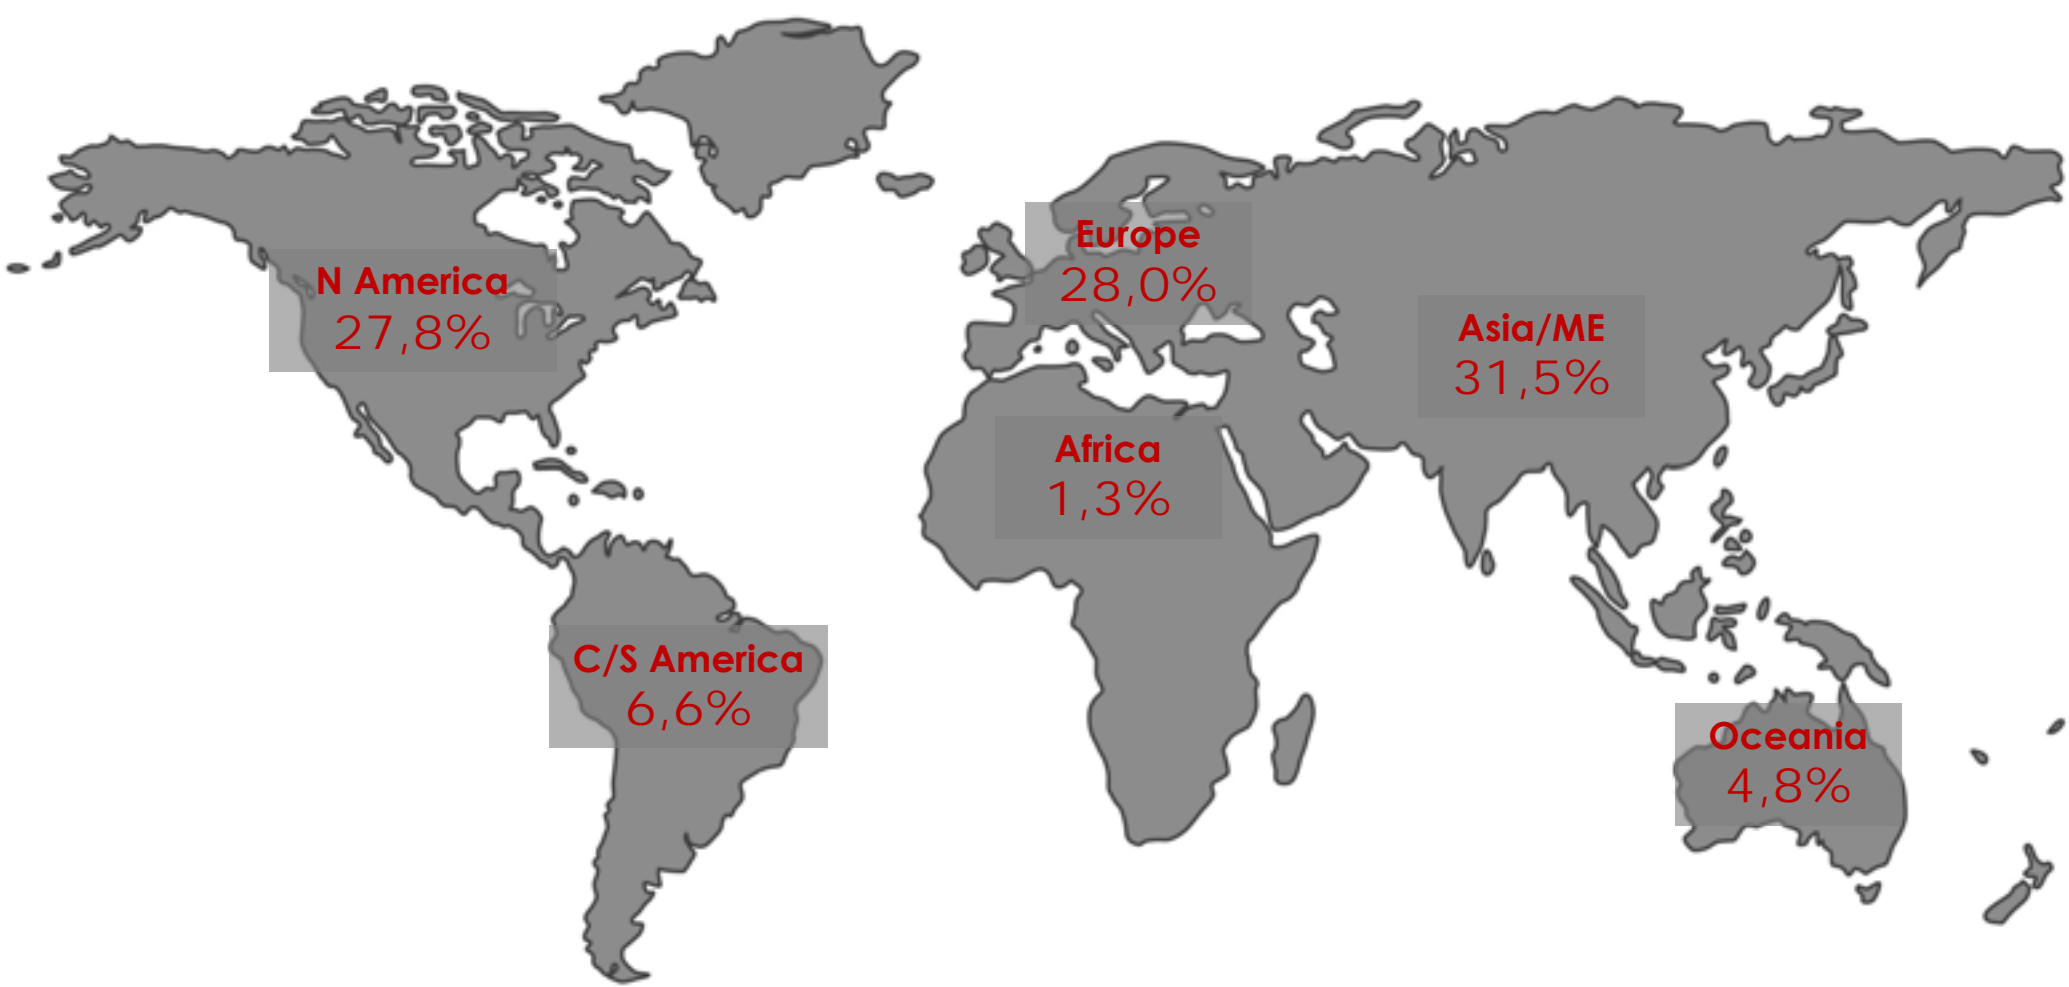 N America
27,8%
Europe
28,0%
Asia/ME
31,5%
Africa
1,3%
C/S America
6,6%
Oceania
4,8%